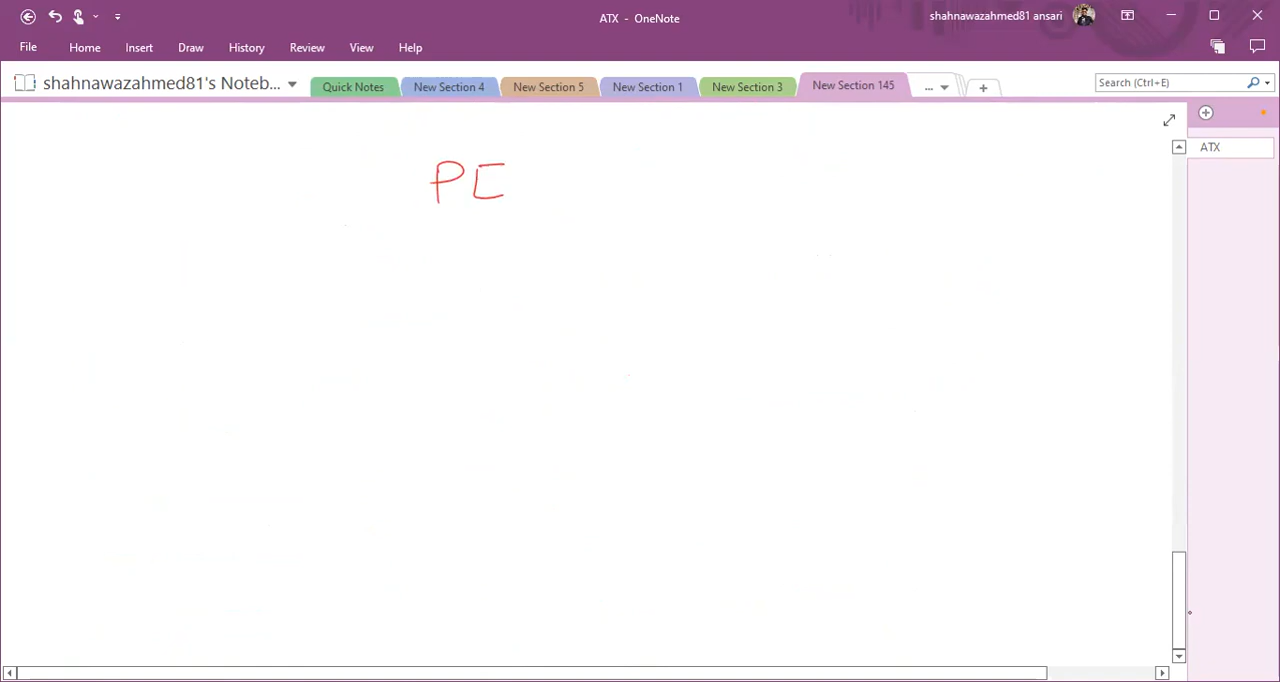 ATX - OneNote
shahnawazahmed81 ansari
File Home Insert Draw History Review View Help
shahnawazahmed81's Noteb... Quick Notes New Section 4 New Section 5 New Section 1 New Section 3 New Section 145 ... + Search (Ctrl+E)
ATX